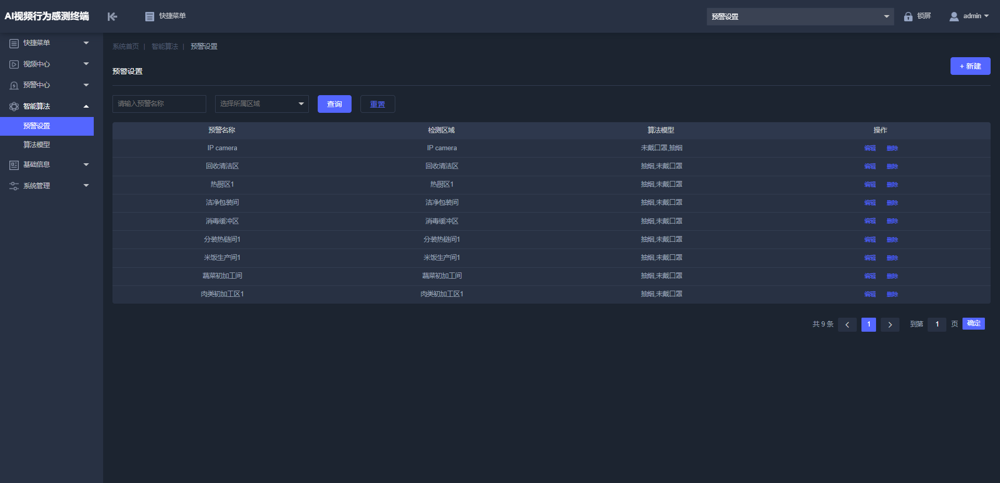 AI视频行为感测终端
快捷菜单
预警设置
锁屏
admin
快捷菜单
视频中心
预警中心
智能算法
预警设置
算法模型
基础信息
系统管理
系统首页 | 智能算法 | 预警设置
预警设置
+ 新建
请输入预警名称 选择所属区域 查询 重置
预警名称 检测区域 算法模型 操作
IP camera IP camera 未戴口罩,抽烟 编辑 删除
回收清洁区 回收清洁区 抽烟,未戴口罩 编辑 删除
热厨区1 热厨区1 抽烟,未戴口罩 编辑 删除
洁净包装间 洁净包装间 抽烟,未戴口罩 编辑 删除
消毒缓冲区 消毒缓冲区 抽烟,未戴口罩 编辑 删除
分装热链间1 分装热链间1 抽烟,未戴口罩 编辑 删除
米饭生产间1 米饭生产间1 抽烟,未戴口罩 编辑 删除
蔬菜初加工间 蔬菜初加工间 抽烟,未戴口罩 编辑 删除
肉类初加工区1 肉类初加工区1 抽烟,未戴口罩 编辑 删除
共 9 条 1 到第 1 页 确定